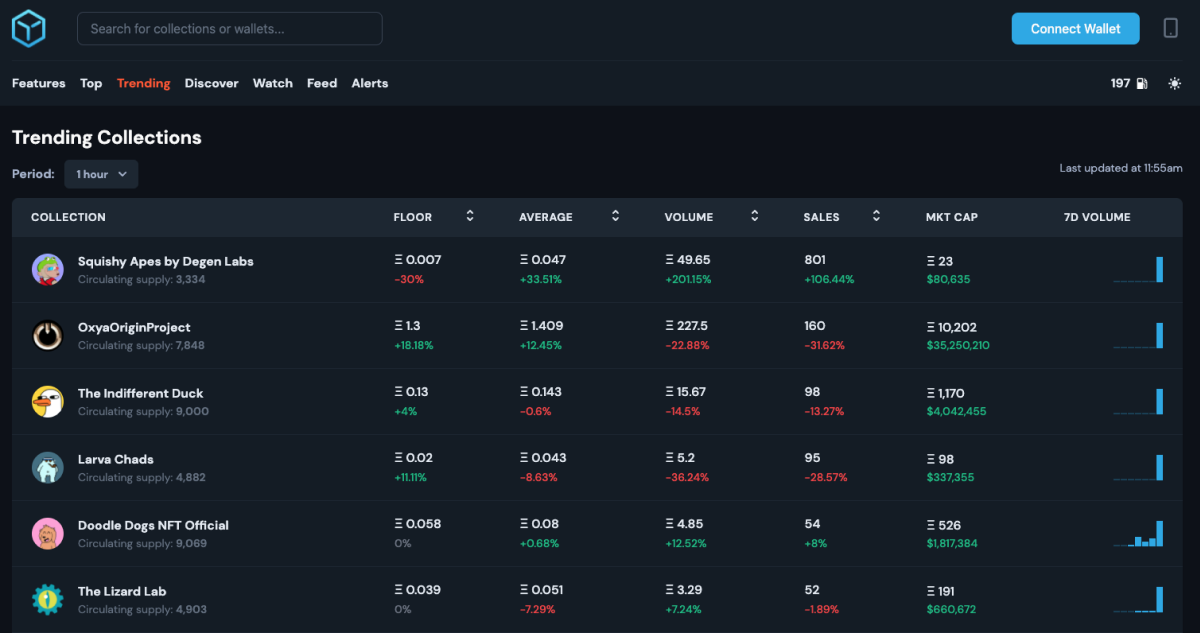 Search for collections or wallets...
Connect Wallet
Features Top Trending Discover Watch Feed Alerts
197
Trending Collections
Period: 1 hour
Last updated at 11:55am
COLLECTION FLOOR AVERAGE VOLUME SALES MKT CAP 7D VOLUME
Squishy Apes by Degen Labs Ξ 0.007 Ξ 0.047 Ξ 49.65 801 Ξ 23
Circulating supply: 3,334 -30% +33.51% +201.15% +106.44% $80,635
OxyaOriginProject Ξ 1.3 Ξ 1.409 Ξ 227.5 160 Ξ 10,202
Circulating supply: 7,848 +18.18% +12.45% -22.88% -31.62% $35,250,210
The Indifferent Duck Ξ 0.13 Ξ 0.143 Ξ 15.67 98 Ξ 1,170
Circulating supply: 9,000 +4% -0.6% -14.5% -13.27% $4,042,455
Larva Chads Ξ 0.02 Ξ 0.043 Ξ 5.2 95 Ξ 98
Circulating supply: 4,882 +11.11% -8.63% -36.24% -28.57% $337,355
Doodle Dogs NFT Official Ξ 0.058 Ξ 0.08 Ξ 4.85 54 Ξ 526
Circulating supply: 9,069 0% +0.68% +12.52% +8% $1,817,384
The Lizard Lab Ξ 0.039 Ξ 0.051 Ξ 3.29 52 Ξ 191
Circulating supply: 4,903 0% -7.29% +7.24% -1.89% $660,672